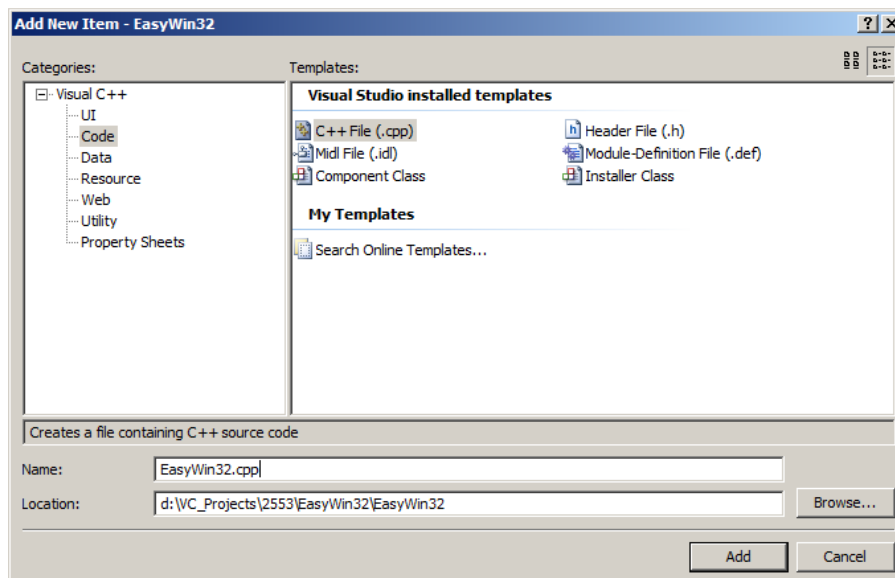 Add New Item - EasyWin32
Categories:
Templates:
Visual C++
UI
Code
Data
Resource
Web
Utility
Property Sheets
Visual Studio installed templates
C++ File (.cpp)
Header File (.h)
Midl File (.idl)
Module-Definition File (.def)
Component Class
Installer Class
My Templates
Search Online Templates...
Creates a file containing C++ source code
Name:
EasyWin32.cpp
Location:
d:\VC_Projects\2553\EasyWin32\EasyWin32
Browse...
Add
Cancel